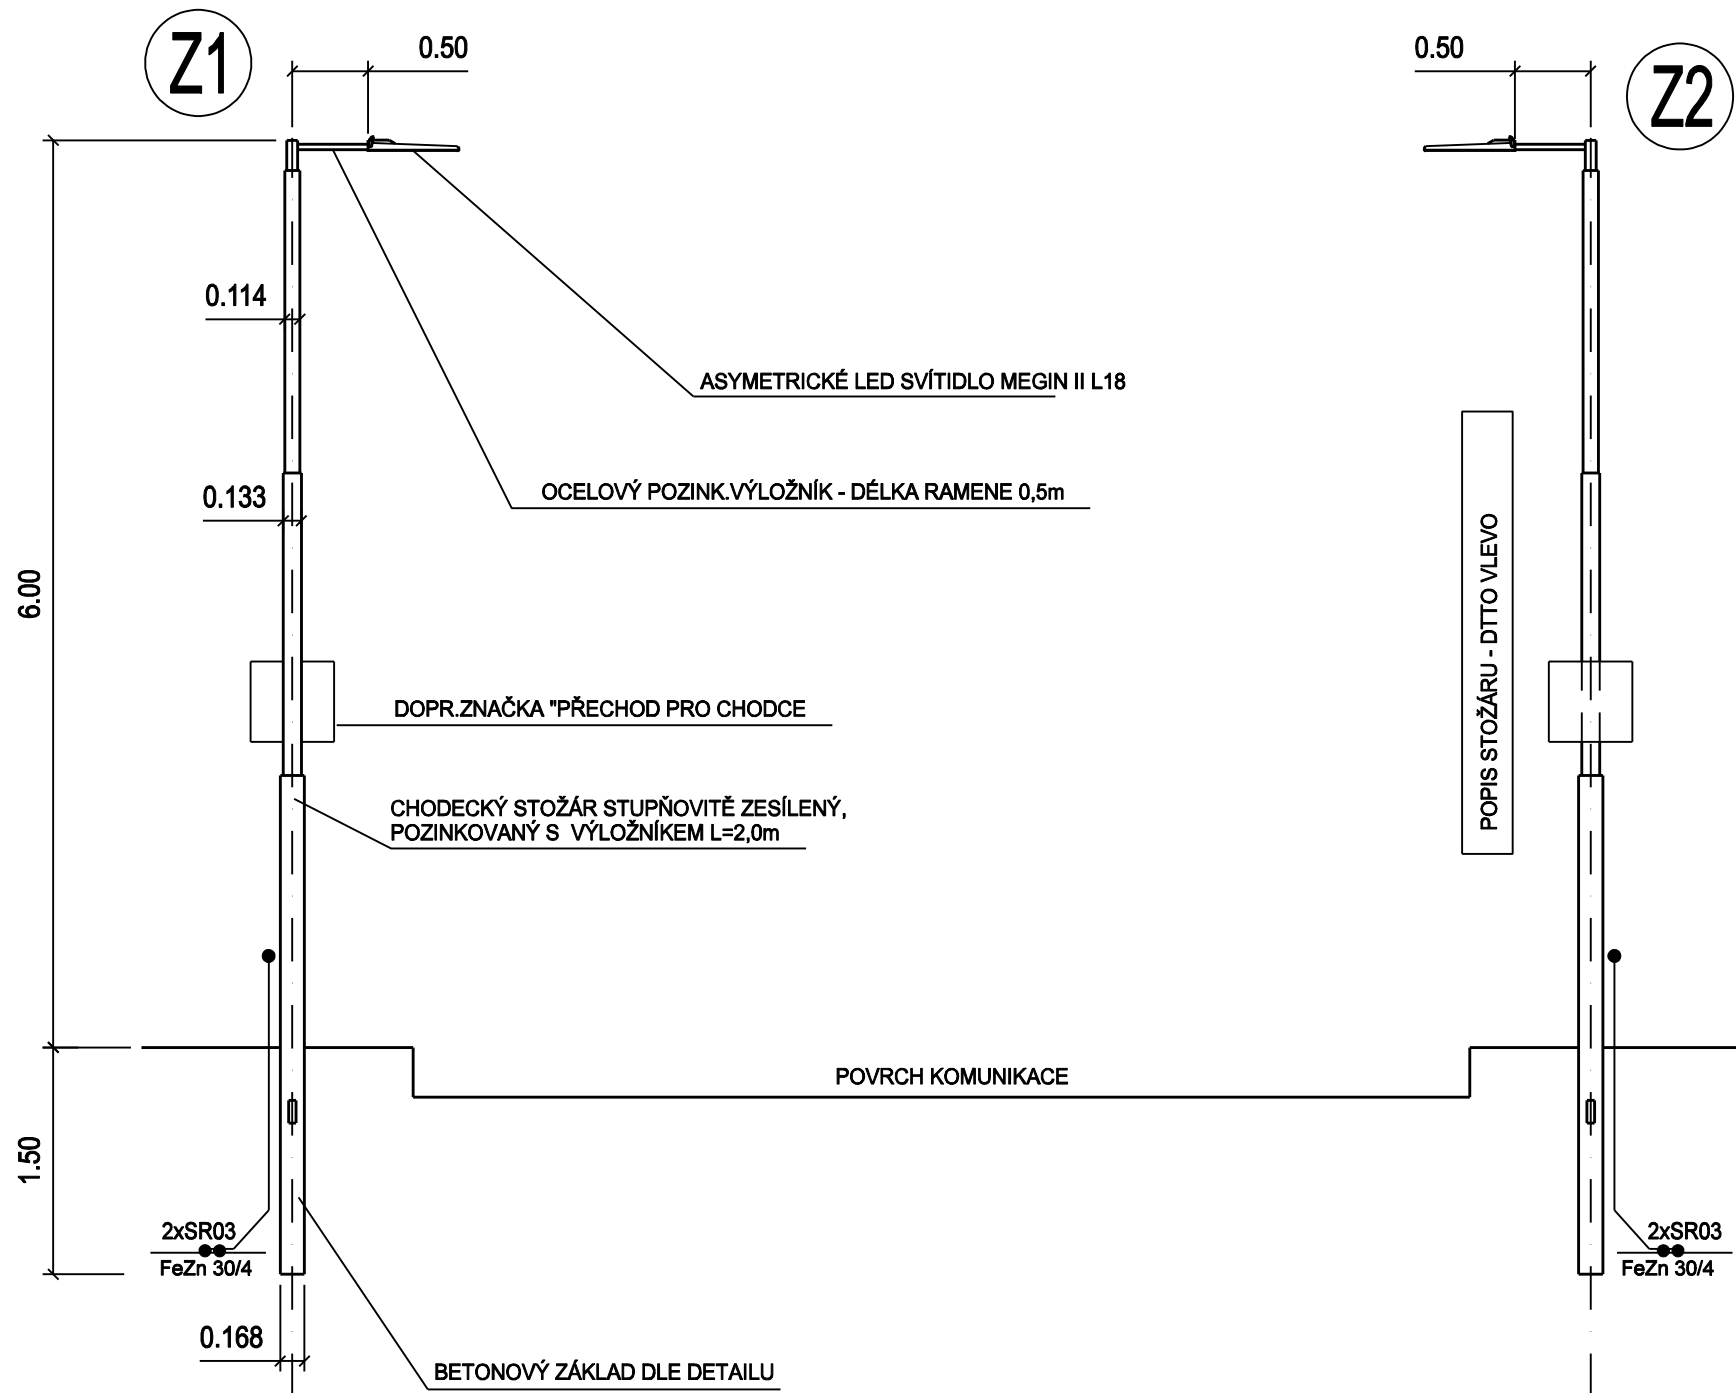 Z1
0.50
0.50
Z2
0.114
ASYMETRICKÉ LED SVÍTIDLO MEGIN II L18
0.133
OCELOVÝ POZINK.VÝLOŽNÍK - DÉLKA RAMENE 0,5m
6.00
POPIS STOŽÁRU - DTTO VLEVO
DOPR.ZNAČKA "PŘECHOD PRO CHODCE
CHODECKÝ STOŽÁR STUPŇOVITĚ ZESÍLENÝ,
POZINKOVANÝ S VÝLOŽNÍKEM L=2,0m
POVRCH KOMUNIKACE
1.50
2xSR03
FeZn 30/4
2xSR03
FeZn 30/4
0.168
BETONOVÝ ZÁKLAD DLE DETAILU